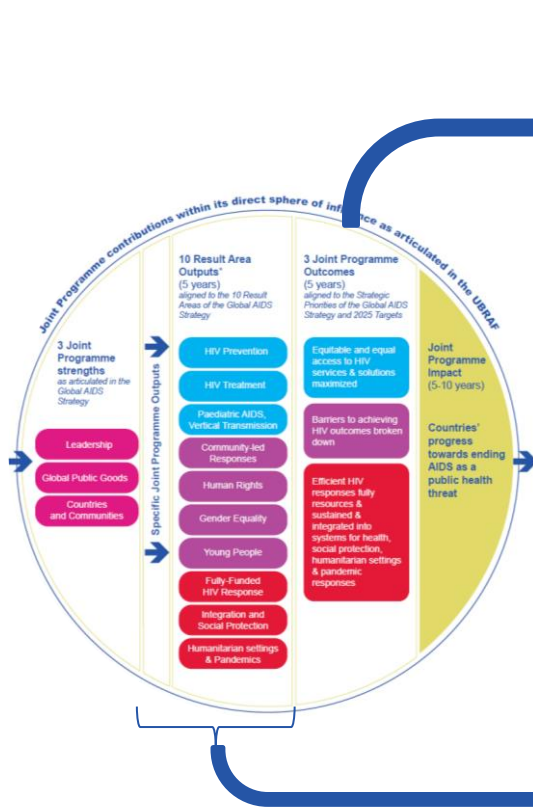 Joint Programme contributions within its direct sphere of influence as articulated in the UBRAF
3 Joint
Programme
strengths
as articulated in the
Global AIDS
Strategy
Leadership
Global Public Goods
Countries
and Communities
Specific Joint Programme Outputs
10 Result Area
Outputs*
(5 years)
aligned to the 10 Result
Areas of the Global AIDS
Strategy
HIV Prevention
HIV Treatment
Paediatric AIDS,
Vertical Transmission
Community-led
Responses
Human Rights
Gender Equality
Young People
Fully-Funded
HIV Response
Integration and
Social Protection
Humanitarian settings
& Pandemics
3 Joint Programme
Outcomes
(5 years)
aligned to the Strategic
Priorities of the Global AIDS
Strategy and 2025 Targets
Equitable and equal
access to HIV
services & solutions
maximized
Barriers to achieving
HIV outcomes broken
down
Efficient HIV
responses fully
resources &
sustained &
integrated into
systems for health,
social protection,
humanitarian settings
& pandemic
responses
Joint
Programme
Impact
(5-10 years)
Countries'
progress
towards ending
AIDS as a
public health
threat